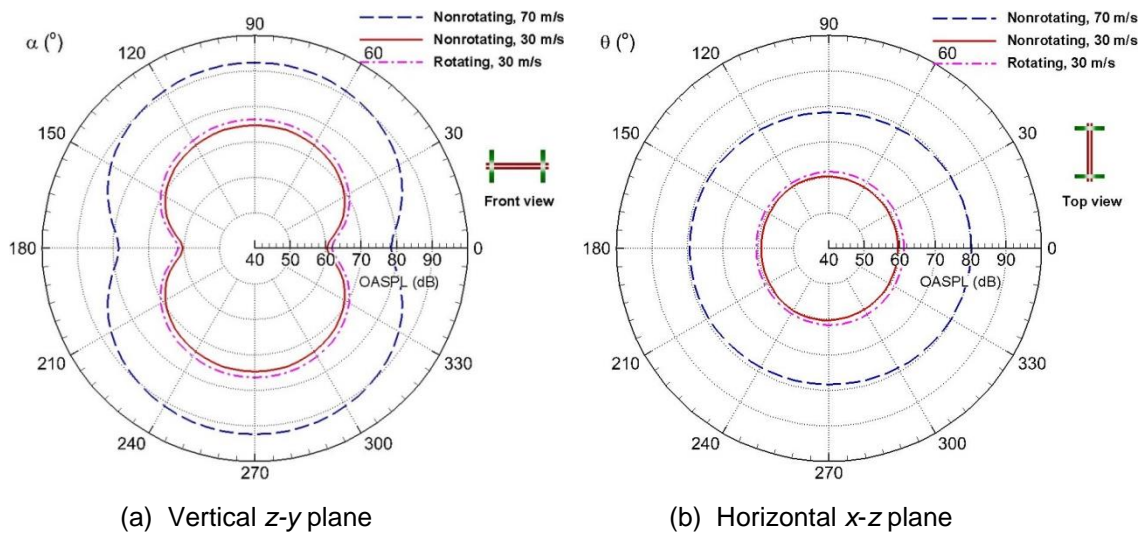 α (°)
90
120
60
150
30
180
0
210
330
240
300
270
40 50 60 70 80 90
OASPL (dB)
Nonrotating, 70 m/s
Nonrotating, 30 m/s
Rotating, 30 m/s
Front view
(a) Vertical z-y plane
θ (°)
90
120
60
150
30
180
0
210
330
240
300
270
40 50 60 70 80 90
OASPL (dB)
Nonrotating, 70 m/s
Nonrotating, 30 m/s
Rotating, 30 m/s
Top view
(b) Horizontal x-z plane